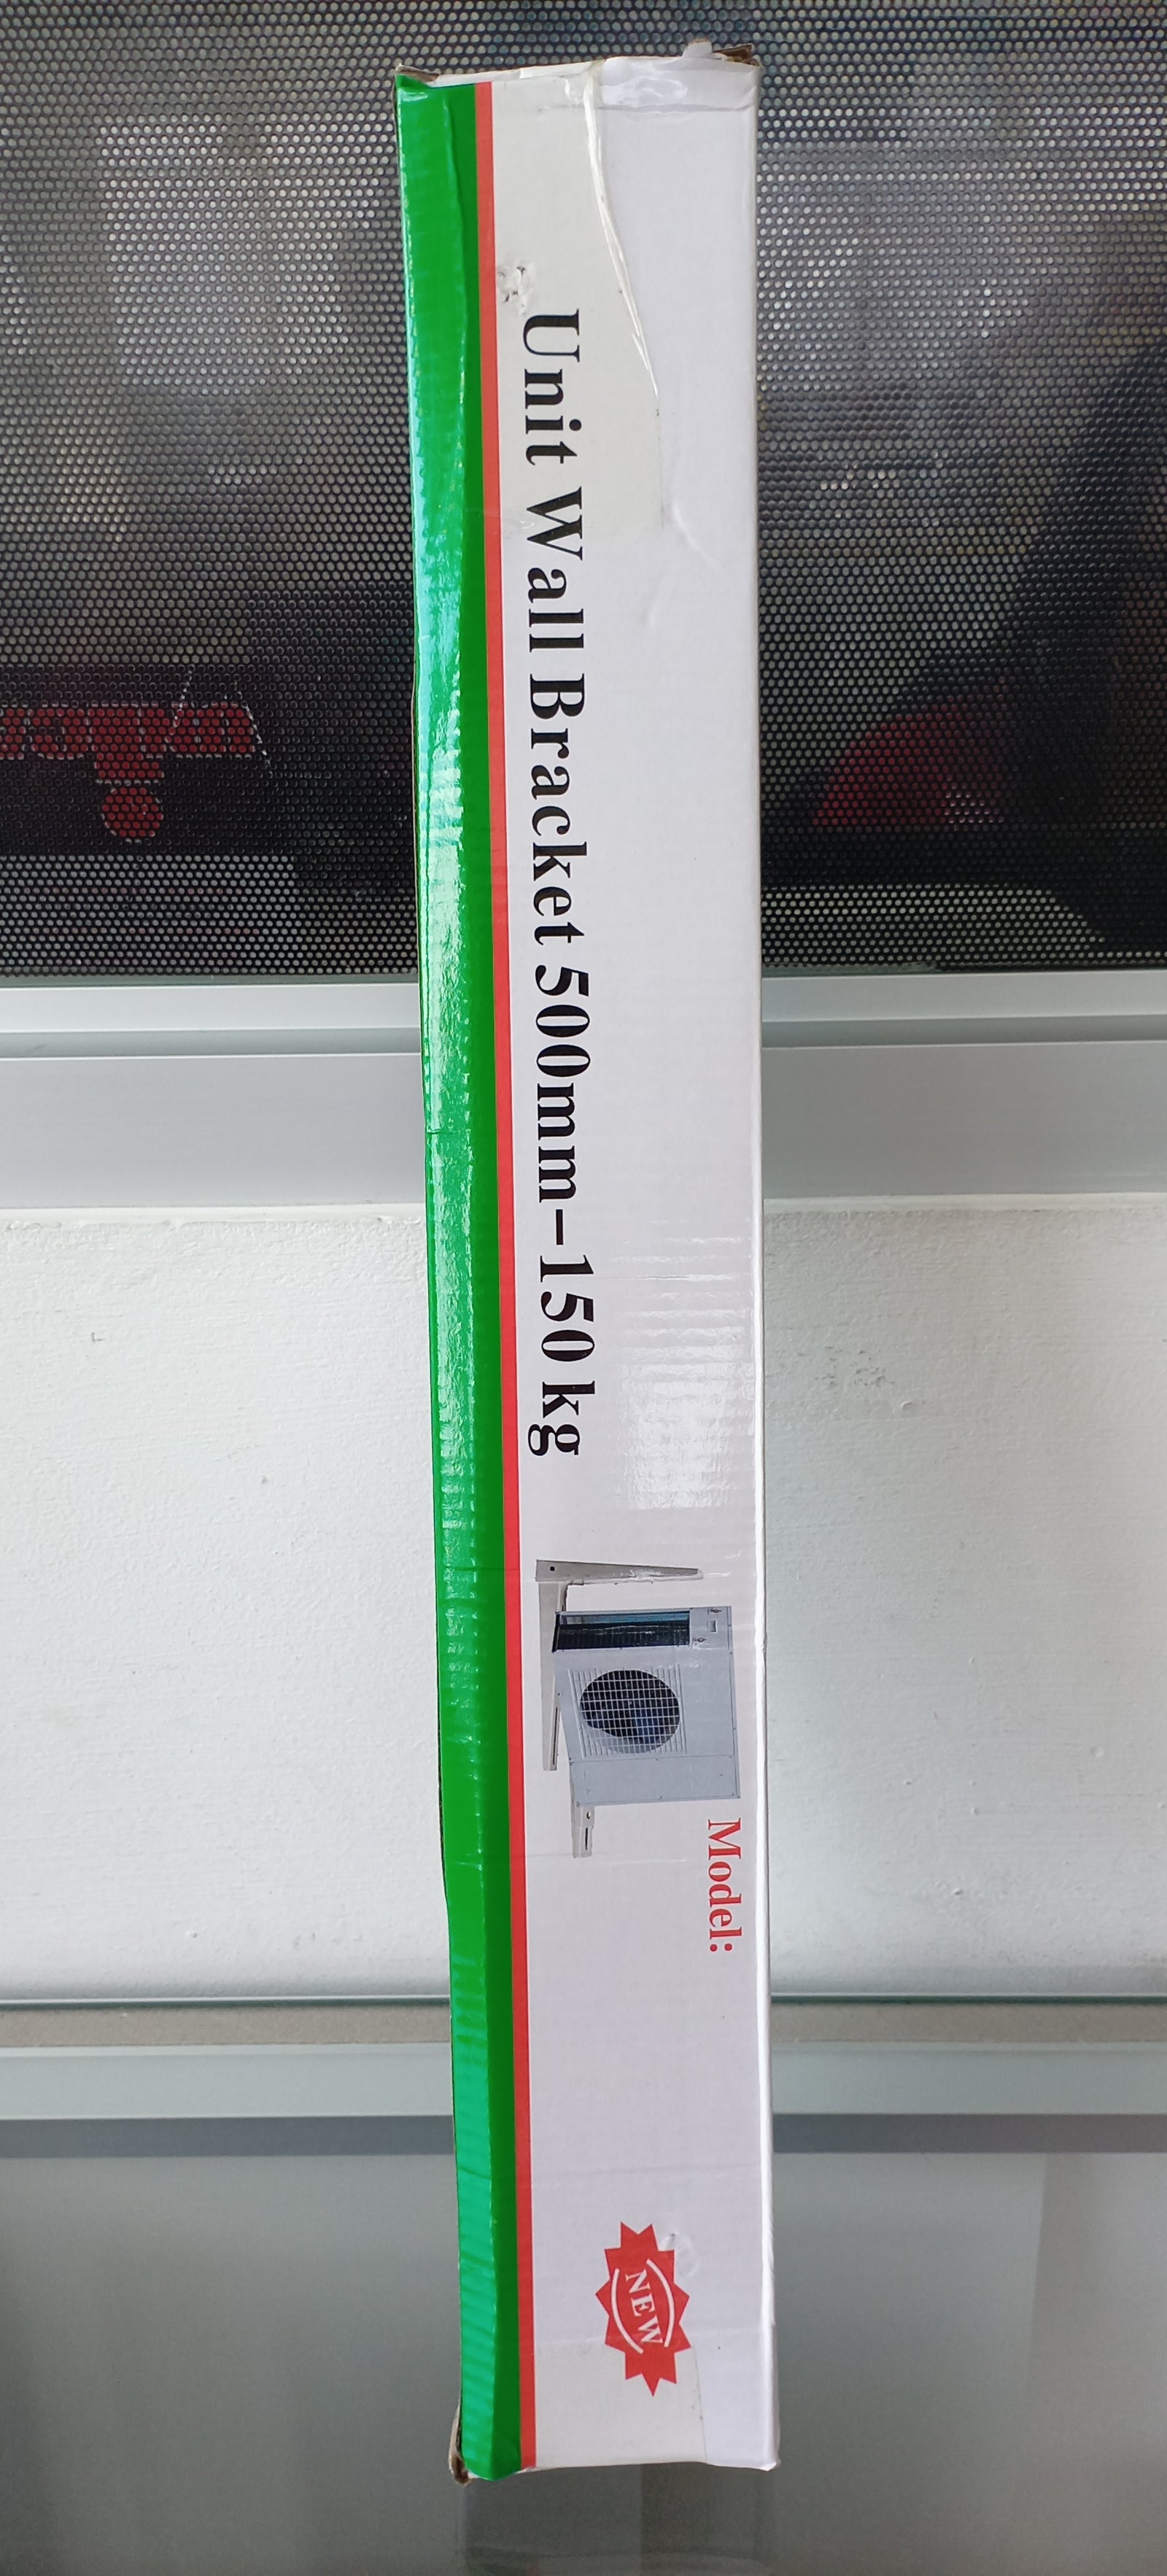 Unit Wall Bracket 500mm-150 kg
Model:
NEW